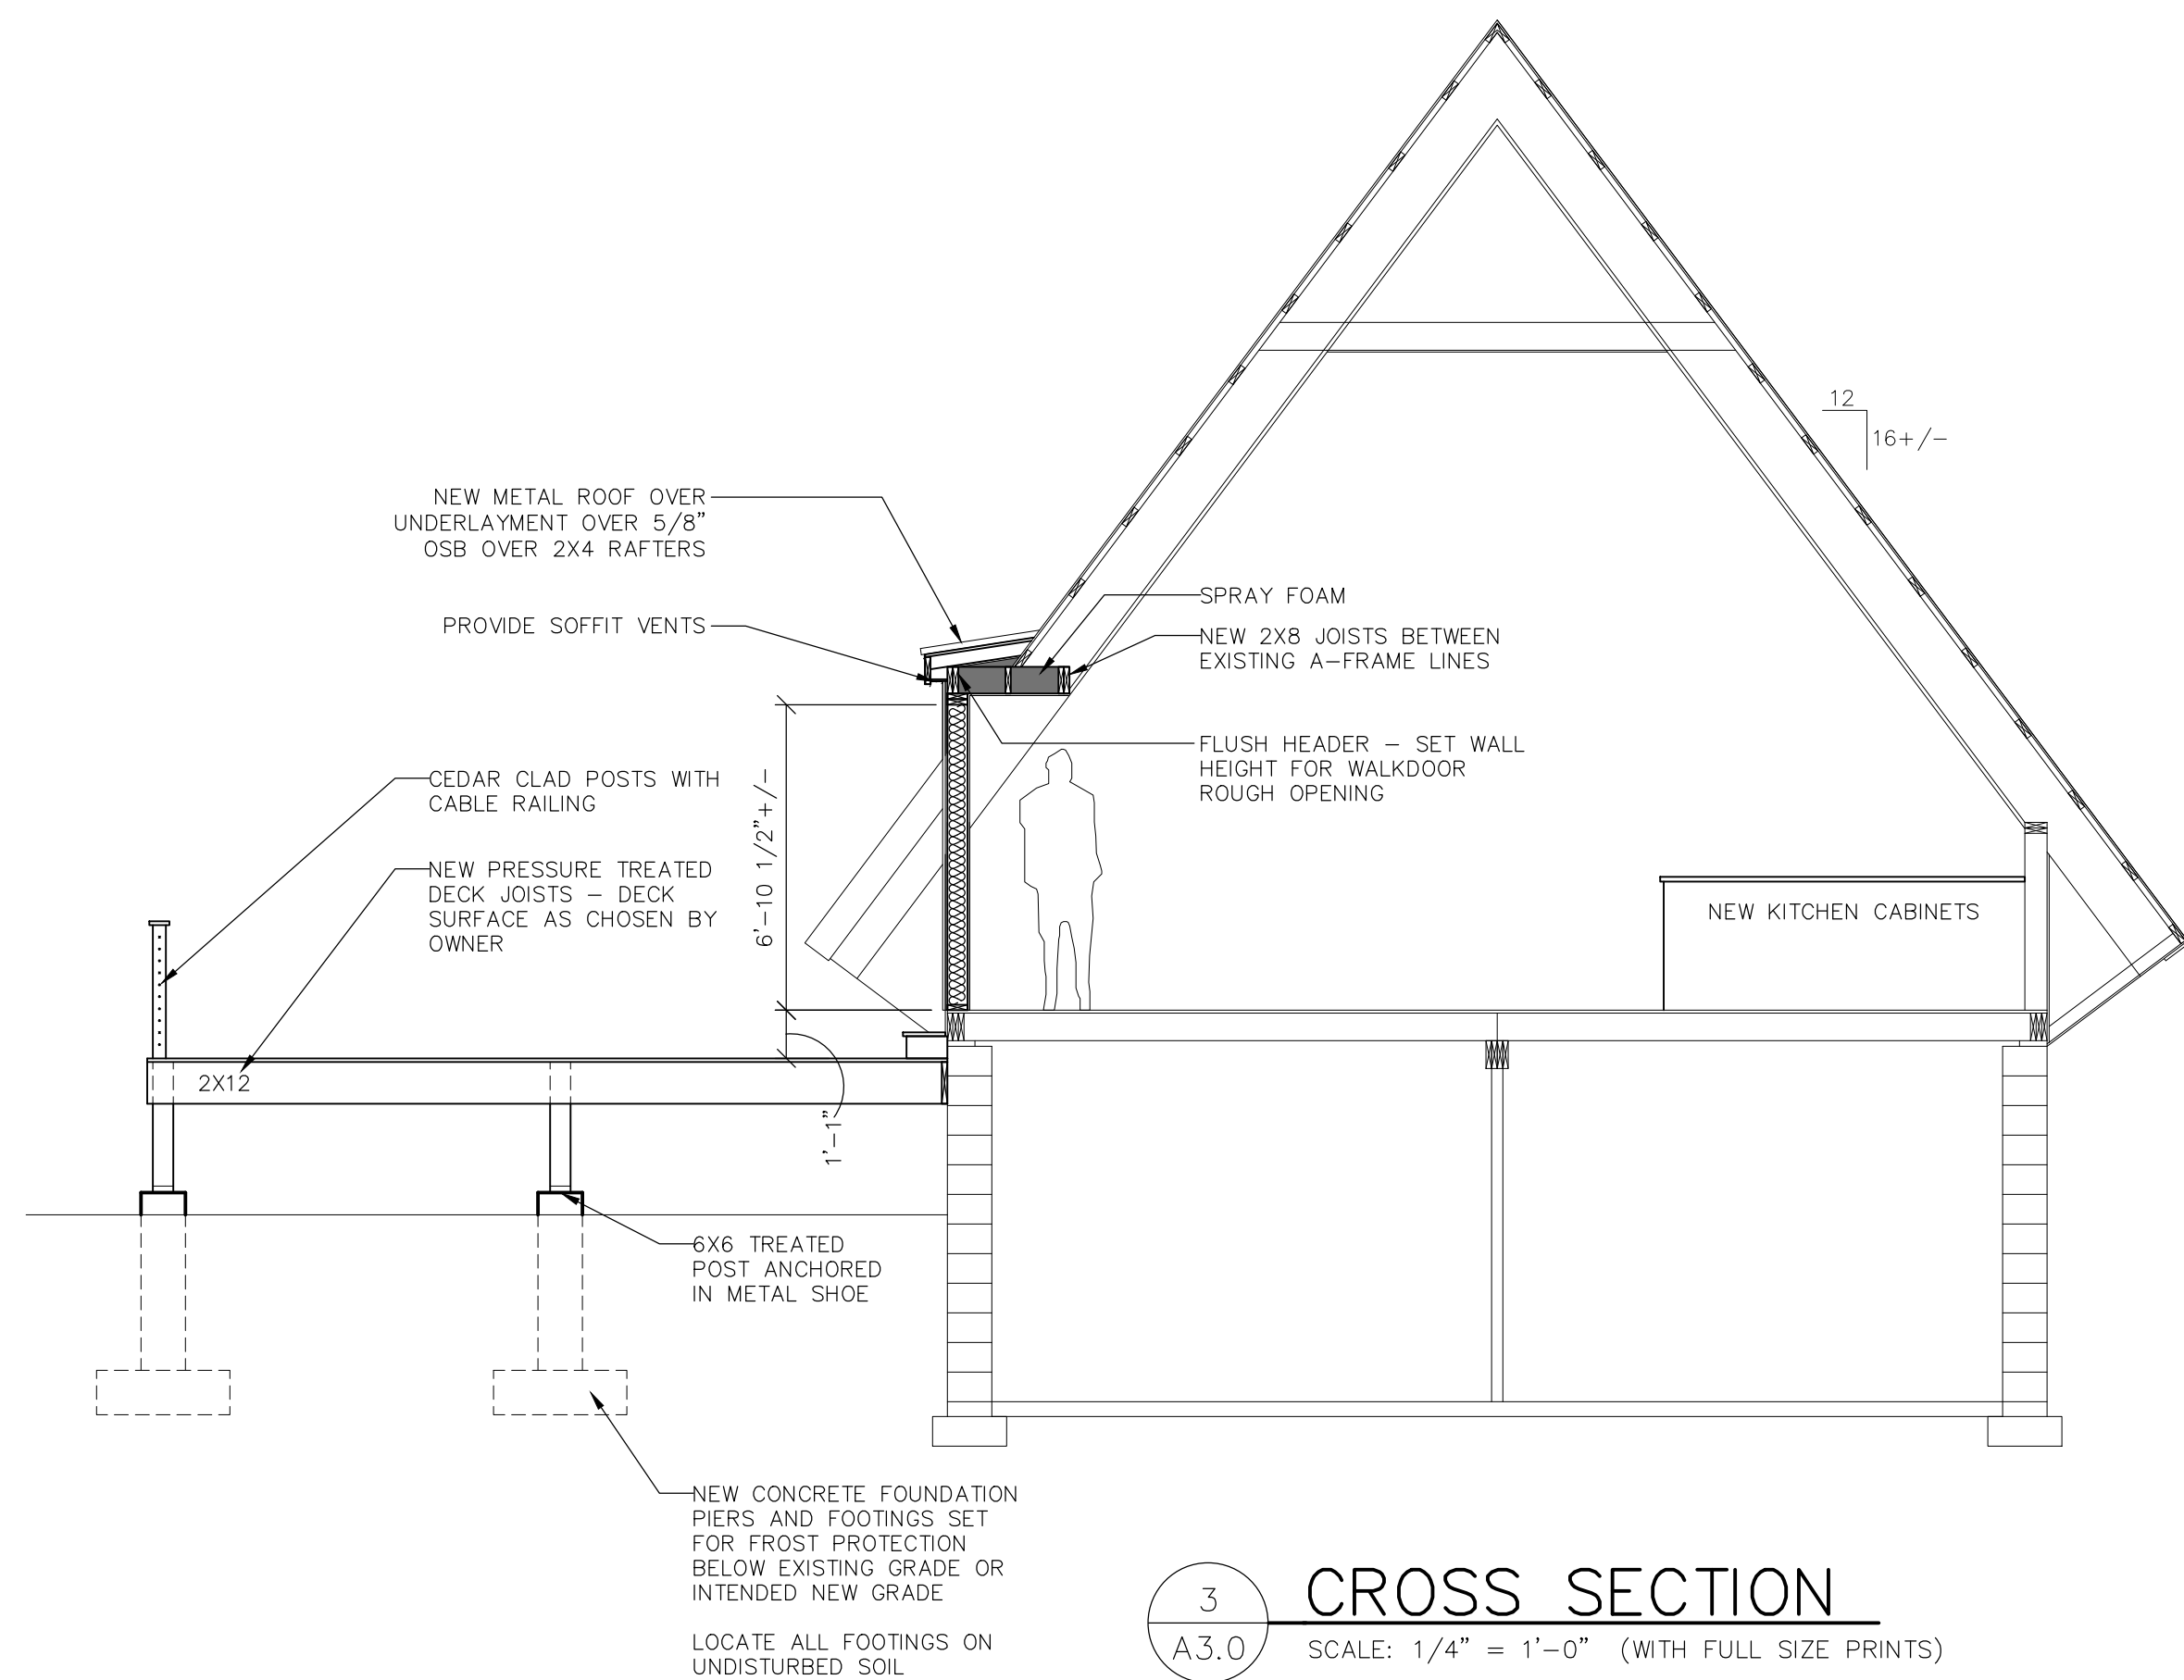 12
16+/-
NEW METAL ROOF OVER
UNDERLAYMENT OVER 5/8"
OSB OVER 2X4 RAFTERS
PROVIDE SOFFIT VENTS
SPRAY FOAM
NEW 2X8 JOISTS BETWEEN
EXISTING A-FRAME LINES
FLUSH HEADER - SET WALL
HEIGHT FOR WALKDOOR
ROUGH OPENING
CEDAR CLAD POSTS WITH
CABLE RAILING
6'-10 1/2"+/-
NEW PRESSURE TREATED
DECK JOISTS - DECK
SURFACE AS CHOSEN BY
OWNER
NEW KITCHEN CABINETS
2X12
1'-1"
6X6 TREATED
POST ANCHORED
IN METAL SHOE
NEW CONCRETE FOUNDATION
PIERS AND FOOTINGS SET
FOR FROST PROTECTION
BELOW EXISTING GRADE OR
INTENDED NEW GRADE
LOCATE ALL FOOTINGS ON
UNDISTURBED SOIL
3
A3.0
CROSS SECTION
SCALE: 1/4" = 1'-0" (WITH FULL SIZE PRINTS)